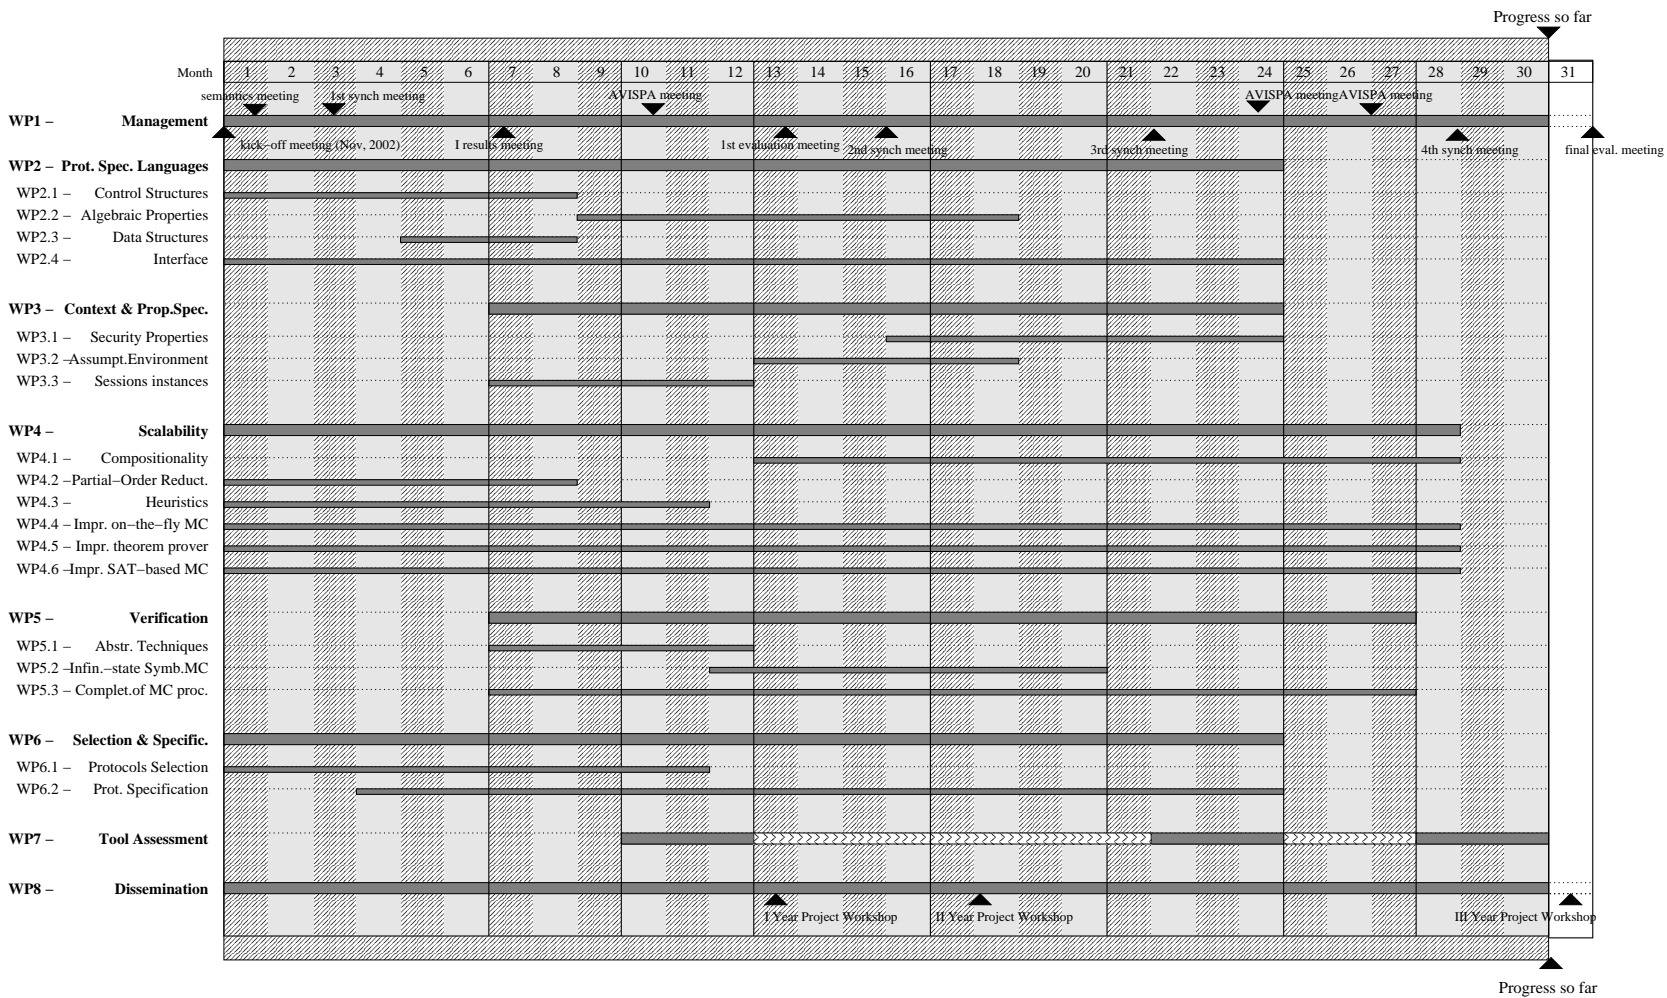 Progress so far
Month 1 2 3 4 5 6 7 8 9 10 11 12 13 14 15 16 17 18 19 20 21 22 23 24 25 26 27 28 29 30 31
semantics meeting 1st synch meeting AVISPA meeting AVISPA meeting AVISPA meeting
WP1 – Management
kick–off meeting (Nov, 2002) I results meeting 1st evaluation meeting 2nd synch meeting 3rd synch meeting 4th synch meeting final eval. meeting
WP2 – Prot. Spec. Languages
WP2.1 – Control Structures
WP2.2 – Algebraic Properties
WP2.3 – Data Structures
WP2.4 – Interface
WP3 – Context & Prop.Spec.
WP3.1 – Security Properties
WP3.2 –Assumpt.Environment
WP3.3 – Sessions instances
WP4 – Scalability
WP4.1 – Compositionality
WP4.2 –Partial–Order Reduct.
WP4.3 – Heuristics
WP4.4 – Impr. on–the–fly MC
WP4.5 – Impr. theorem prover
WP4.6 –Impr. SAT–based MC
WP5 – Verification
WP5.1 – Abstr. Techniques
WP5.2 –Infin.–state Symb.MC
WP5.3 – Complet.of MC proc.
WP6 – Selection & Specific.
WP6.1 – Protocols Selection
WP6.2 – Prot. Specification
WP7 – Tool Assessment
WP8 – Dissemination
I Year Project Workshop II Year Project Workshop III Year Project Workshop
Progress so far